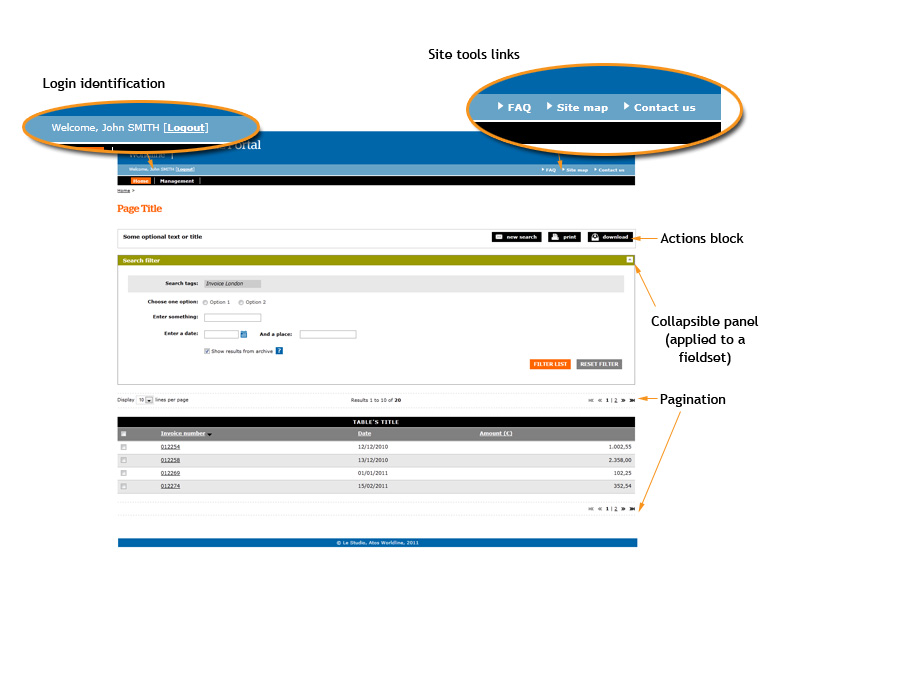 Site tools links
Login identification
FAQ Site map Contact us
Welcome, John SMITH [Logout]
Portal
Welcome, John SMITH [Logout] FAQ Site map Contact us
Home | Management |
Home >
Page Title
Some optional text or title new search print download
Actions block
Search filter
Search tags: Invoice London
Choose one option: Option 1 Option 2
Enter something:
Enter a date: And a place:
Show results from archive ?
Collapsible panel
(applied to a
fieldset)
FILTER LIST RESET FILTER
Display 10 lines per page Results 1 to 10 of 20 « « 1 | 2 » »
Pagination
TABLE'S TITLE
Invoice number Date Amount (€)
012254 12/12/2010 1.002,55
012258 13/12/2010 2.358,00
012269 01/01/2011 102,25
012274 15/02/2011 352,54
« « 1 | 2 » »
© La Studio, Atos Worldline, 2011